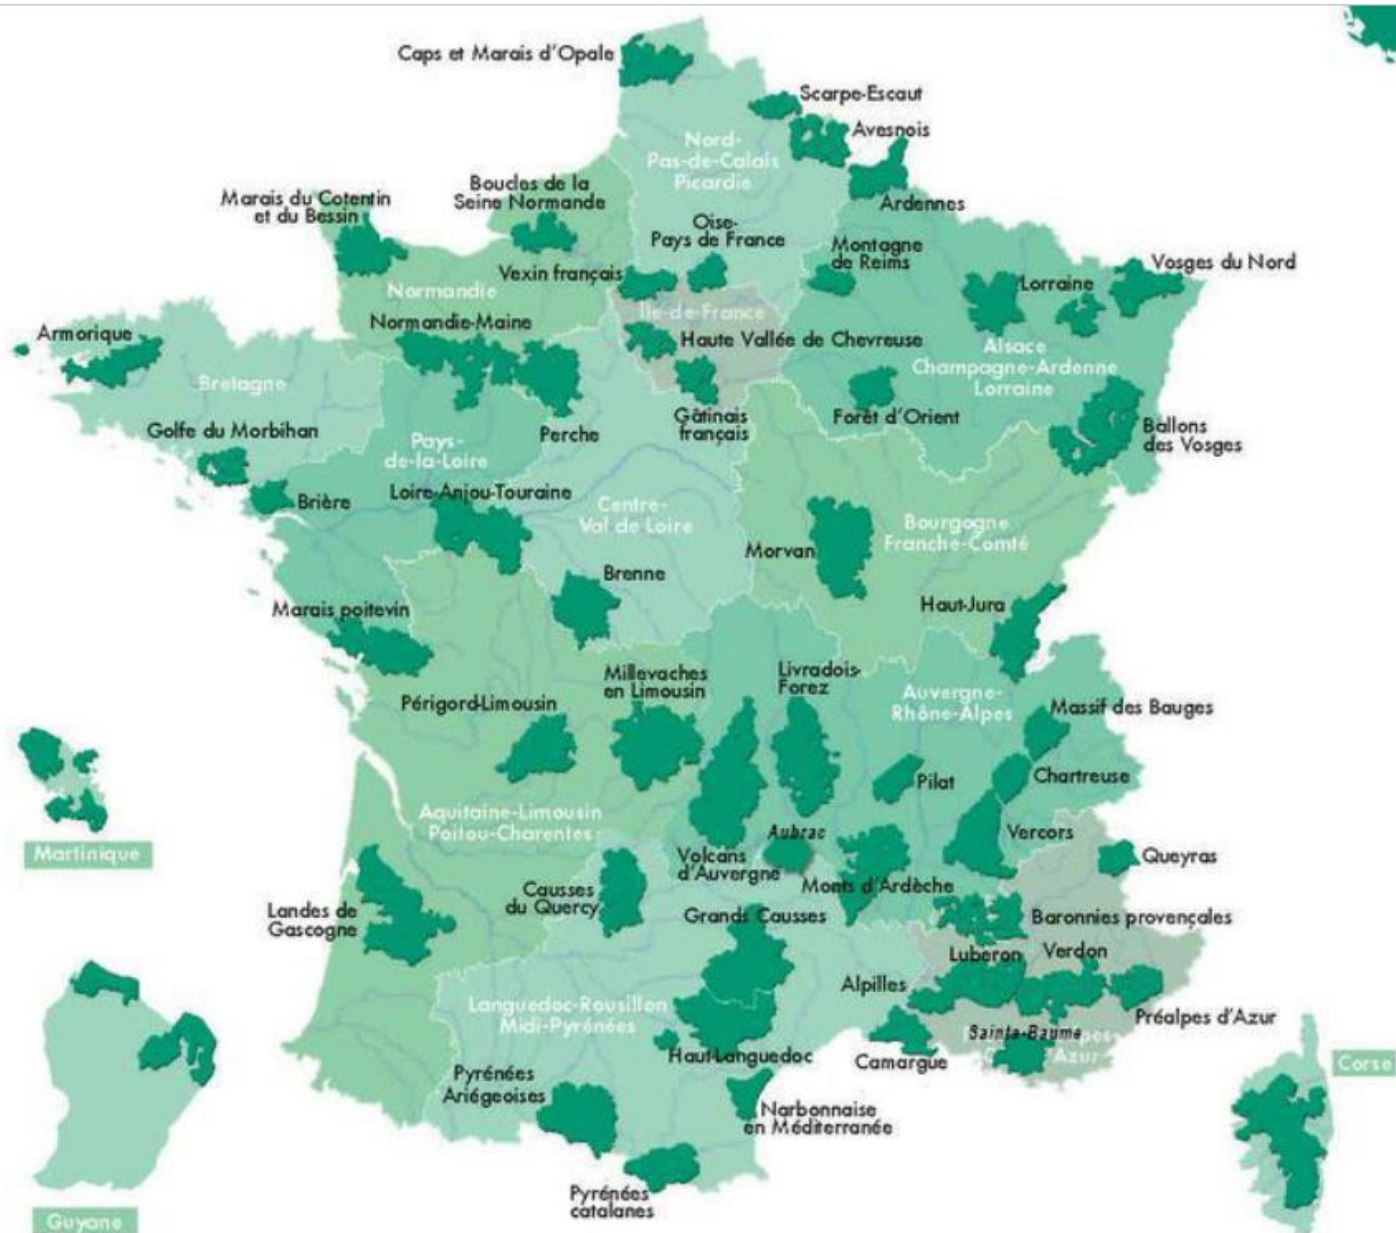 Caps et Marais d'Opale
Scarpe-Escaut
Avesnois
Nord-
Pas-de-Calais
Picardie
Ardennes
Marais du Cotentin
et du Bessin
Boucles de la
Seine Normande
Oise-
Pays de France
Montagne
de Reims
Vexin français
Lorraine
Vosges du Nord
Normandie
Ile-de-France
Normandie-Maine
Armorique
Haute Vallée de Chevreuse
Alsace
Champagne-Ardenne
Lorraine
Bretagne
Forêt d'Orient
Gâtinais
français
Perche
Golfe du Morbihan
Pays-
de-la-Loire
Ballons
des Vosges
Brière
Loire-Anjou-Touraine
Centre-
Val de Loire
Bourgogne
Franche-Comté
Morvan
Brenne
Haut-Jura
Marais poitevin
Millevaches
en Limousin
Livradois-
Forez
Périgord-Limousin
Auvergne-
Rhône-Alpes
Massif des Bauges
Chartreuse
Pilat
Aquitaine-Limousin
Poitou-Charentes
Aubrac
Vercors
Martinique
Volcans
d'Auvergne
Queyras
Monts d'Ardèche
Causses
du Quercy
Landes de
Gascogne
Grands Causses
Baronnies provençales
Luberon
Verdon
Alpilles
Languedoc-Rousillon
Midi-Pyrénées
Préalpes d'Azur
Sainte-Baume
Haut-Languedoc
Camargue
Corse
Pyrénées
Ariégeoises
Narbonnaise
en Méditerranée
Pyrénées
catalanes
Guyane